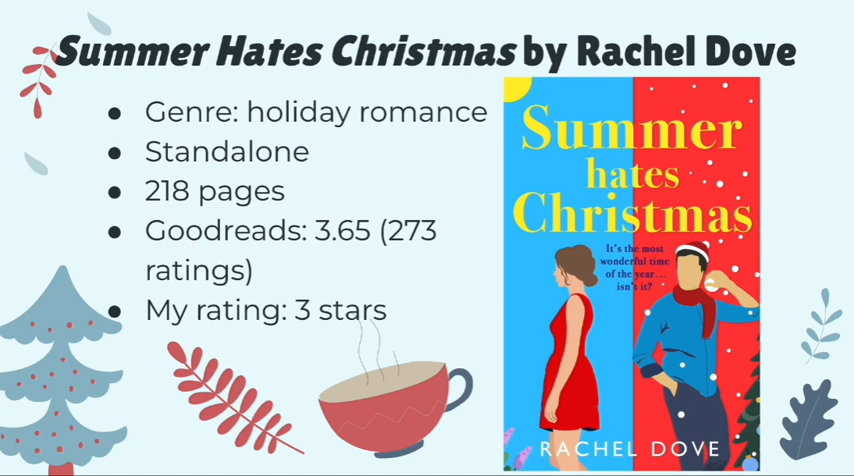 Summer Hates Christmas by Rachel Dove
● Genre: holiday romance
● Standalone
● 218 pages
● Goodreads: 3.65 (273
ratings)
● My rating: 3 stars
Summer
hates
Christmas
It's the most
wonderful time
of the year ...
isn't it?
RACHEL DOVE